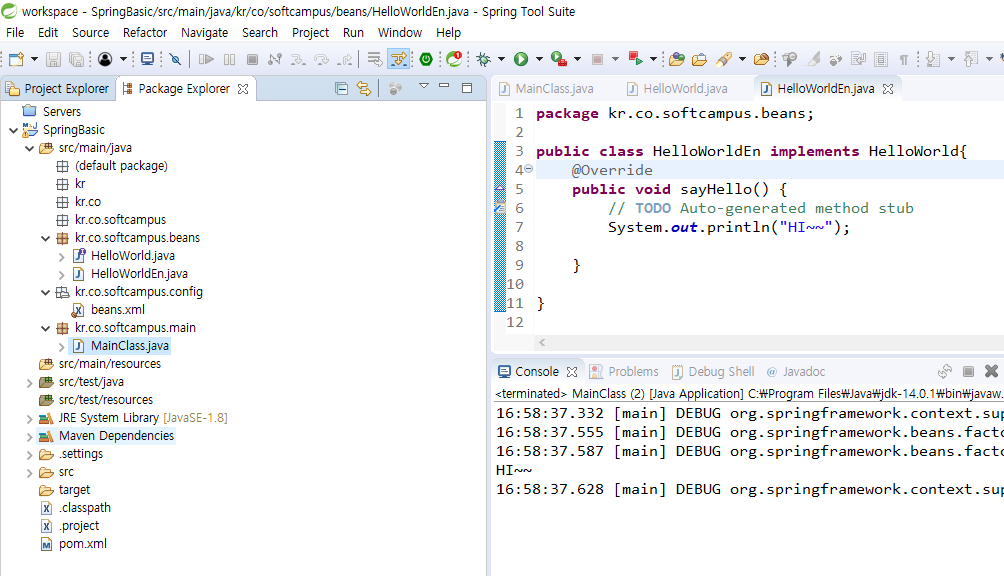 workspace - SpringBasic/src/main/java/kr/co/softcampus/beans/HelloWorldEn.java - Spring Tool Suite
File Edit Source Refactor Navigate Search Project Run Window Help
Project Explorer Package Explorer
Servers
SpringBasic
src/main/java
(default package)
kr
kr.co
kr.co.softcampus
kr.co.softcampus.beans
HelloWorld.java
HelloWorldEn.java
kr.co.softcampus.config
beans.xml
kr.co.softcampus.main
MainClass.java
src/main/resources
src/test/java
src/test/resources
JRE System Library [JavaSE-1.8]
Maven Dependencies
.settings
src
target
.classpath
.project
pom.xml
MainClass.java HelloWorld.java HelloWorldEn.java
1 package kr.co.softcampus.beans;
2
3 public class HelloWorldEn implements HelloWorld{
4 @Override
5 public void sayHello() {
6 // TODO Auto-generated method stub
7 System.out.println("HI~~");
8
9 }
10
11 }
12
Console Problems Debug Shell @ Javadoc
<terminated> MainClass (2) [Java Application] C:₩Program Files₩Java₩jdk-14.0.1₩bin₩javaw.
16:58:37.332 [main] DEBUG org.springframework.context.sup
16:58:37.555 [main] DEBUG org.springframework.beans.facto
16:58:37.587 [main] DEBUG org.springframework.beans.facto
HI~~
16:58:37.628 [main] DEBUG org.springframework.context.sup